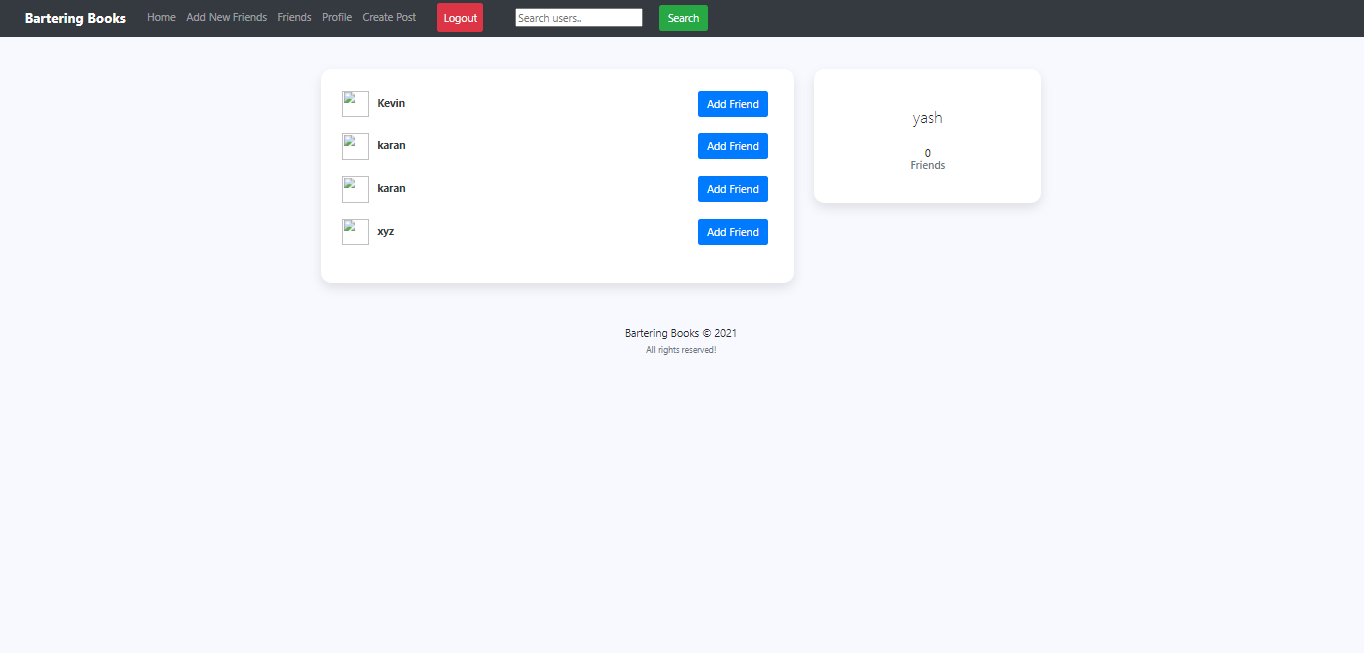 Bartering Books Home Add New Friends Friends Profile Create Post Logout Search users.. Search
Kevin Add Friend
karan Add Friend
karan Add Friend
xyz Add Friend
yash
0
Friends
Bartering Books © 2021
All rights reserved!